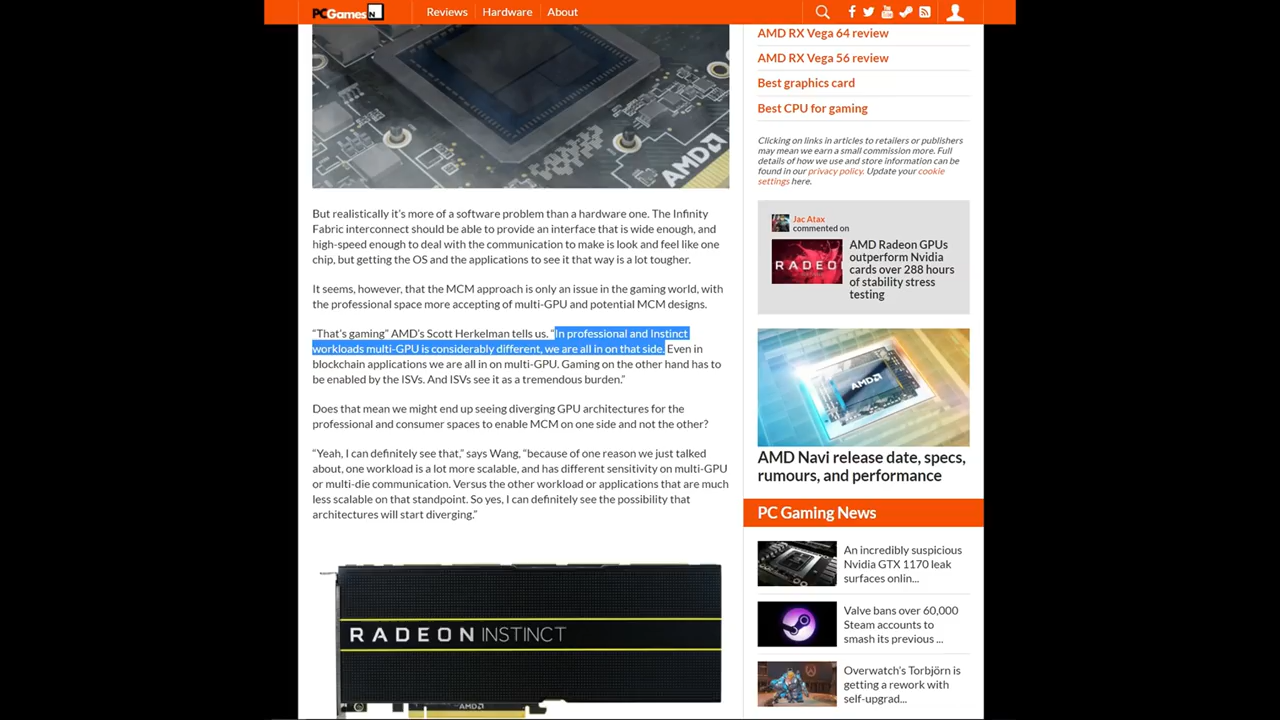 PCGamesN
Reviews Hardware About
AMD
But realistically it’s more of a software problem than a hardware one. The Infinity
Fabric interconnect should be able to provide an interface that is wide enough, and
high-speed enough to deal with the communication to make is look and feel like one
chip, but getting the OS and the applications to see it that way is a lot tougher.
It seems, however, that the MCM approach is only an issue in the gaming world, with
the professional space more accepting of multi-GPU and potential MCM designs.
“That’s gaming” AMD’s Scott Herkelman tells us. “In professional and Instinct
workloads multi-GPU is considerably different, we are all in on that side. Even in
blockchain applications we are all in on multi-GPU. Gaming on the other hand has to
be enabled by the ISVs. And ISVs see it as a tremendous burden.”
Does that mean we might end up seeing diverging GPU architectures for the
professional and consumer spaces to enable MCM on one side and not the other?
“Yeah, I can definitely see that,” says Wang, “because of one reason we just talked
about, one workload is a lot more scalable, and has different sensitivity on multi-GPU
or multi-die communication. Versus the other workload or applications that are much
less scalable on that standpoint. So yes, I can definitely see the possibility that
architectures will start diverging.”
RADEON INSTINCT
AMD
AMD RX Vega 64 review
AMD RX Vega 56 review
Best graphics card
Best CPU for gaming
Clicking on links in articles to retailers or publishers
may mean we earn a small commission more. Full
details of how we use and store information can be
found in our privacy policy. Update your cookie
settings here.
Jac Atax
commented on
RADEO
AMD Radeon GPUs
outperform Nvidia
cards over 288 hours
of stability stress
testing
AMD
AMD Navi release date, specs,
rumours, and performance
PC Gaming News
An incredibly suspicious
Nvidia GTX 1170 leak
surfaces onlin...
Valve bans over 60,000
Steam accounts to
smash its previous ...
Overwatch’s Torbjörn is
getting a rework with
self-upgrad...